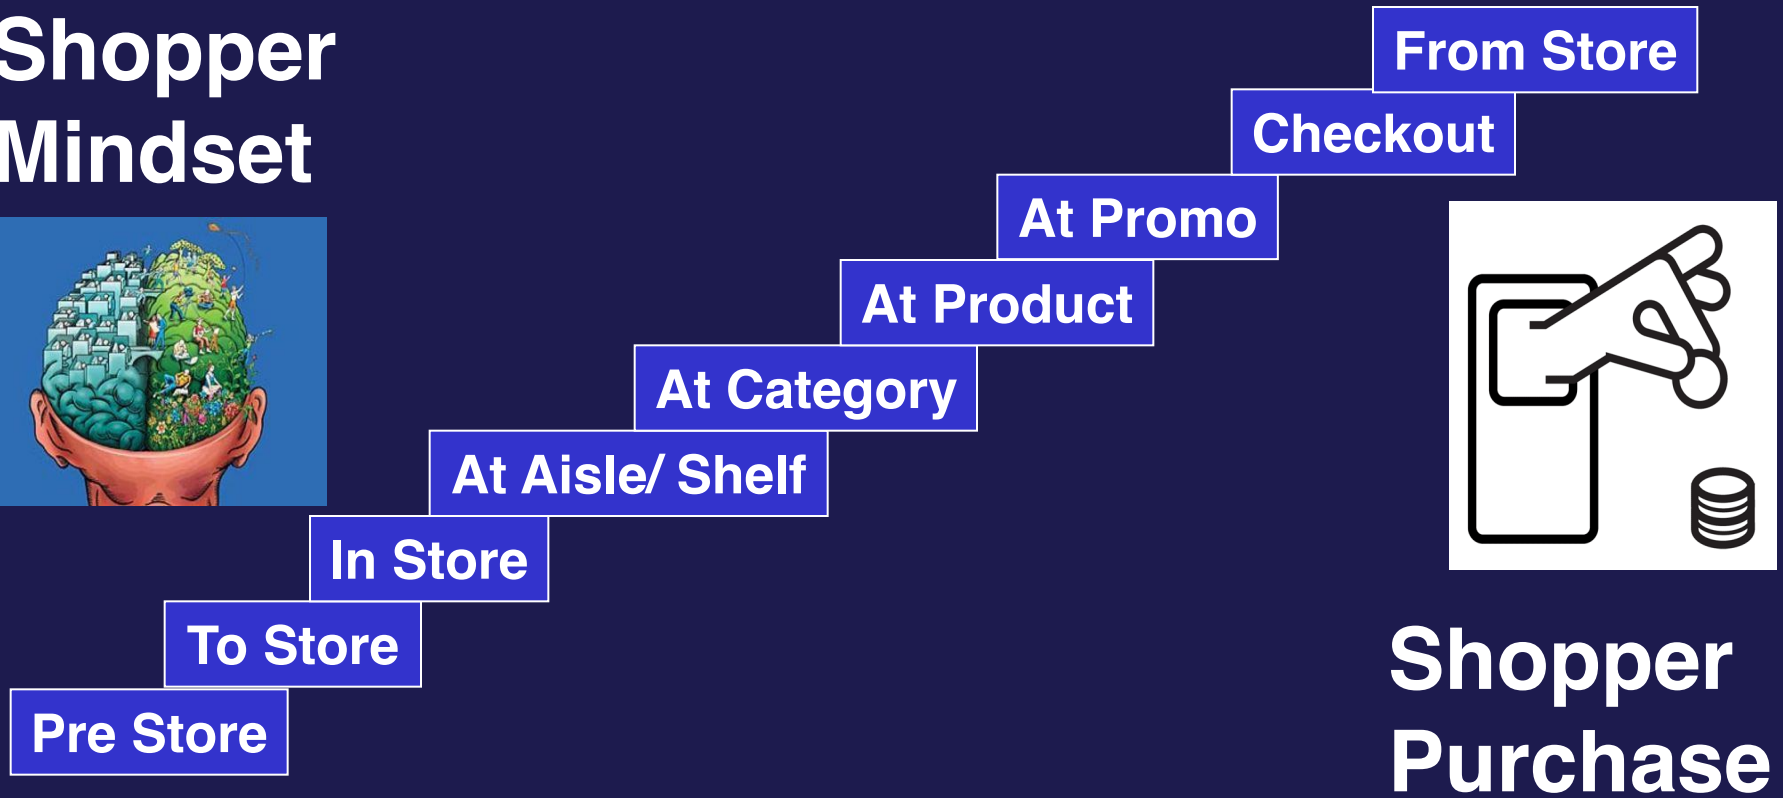 Shopper
Mindset
From Store
Checkout
At Promo
At Product
At Category
At Aisle/ Shelf
In Store
To Store
Pre Store
Shopper
Purchase